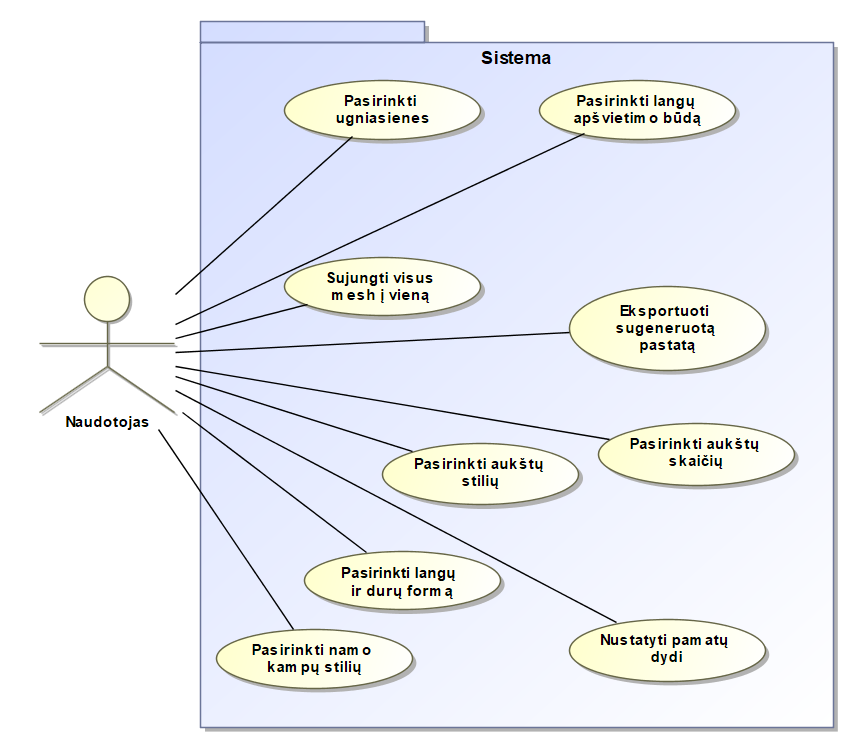 Sistema
Pasirinkti
ugniasienes
Pasirinkti langų
apšvietimo būdą
Sujungti visus
mesh į vieną
Eksportuoti
sugeneruotą
pastatą
Naudotojas
Pasirinkti aukštų
skaičių
Pasirinkti aukštų
stilių
Pasirinkti langų
ir durų formą
Nustatyti pamatų
dydi
Pasirinkti namo
kampų stilių